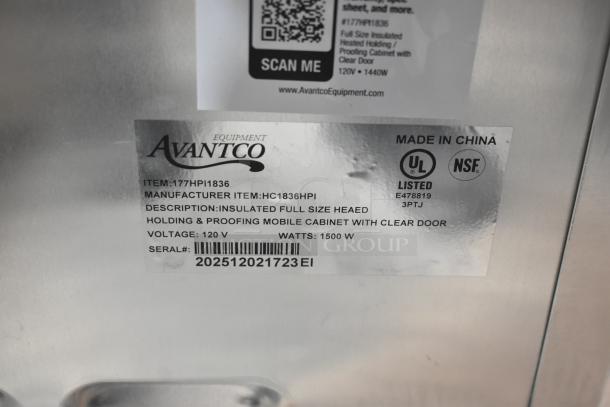 sheet, and more.
#177HPI1836
Full Size Insulated
Heated Holding /
Proofing Cabinet with
Clear Door
120V • 1440W
SCAN ME
www.AvantcoEquipment.com
EQUIPMENT
AVANTCO
MADE IN CHINA
UL
LISTED
E478819
3PTJ
NSF
ITEM:177HPI1836
MANUFACTURER ITEM:HC1836HPI
DESCRIPTION:INSULATED FULL SIZE HEAED
HOLDING & PROOFING MOBILE CABINET WITH CLEAR DOOR
VOLTAGE: 120 V WATTS: 1500 W
SERAL#:
202512021723EI
GROUP